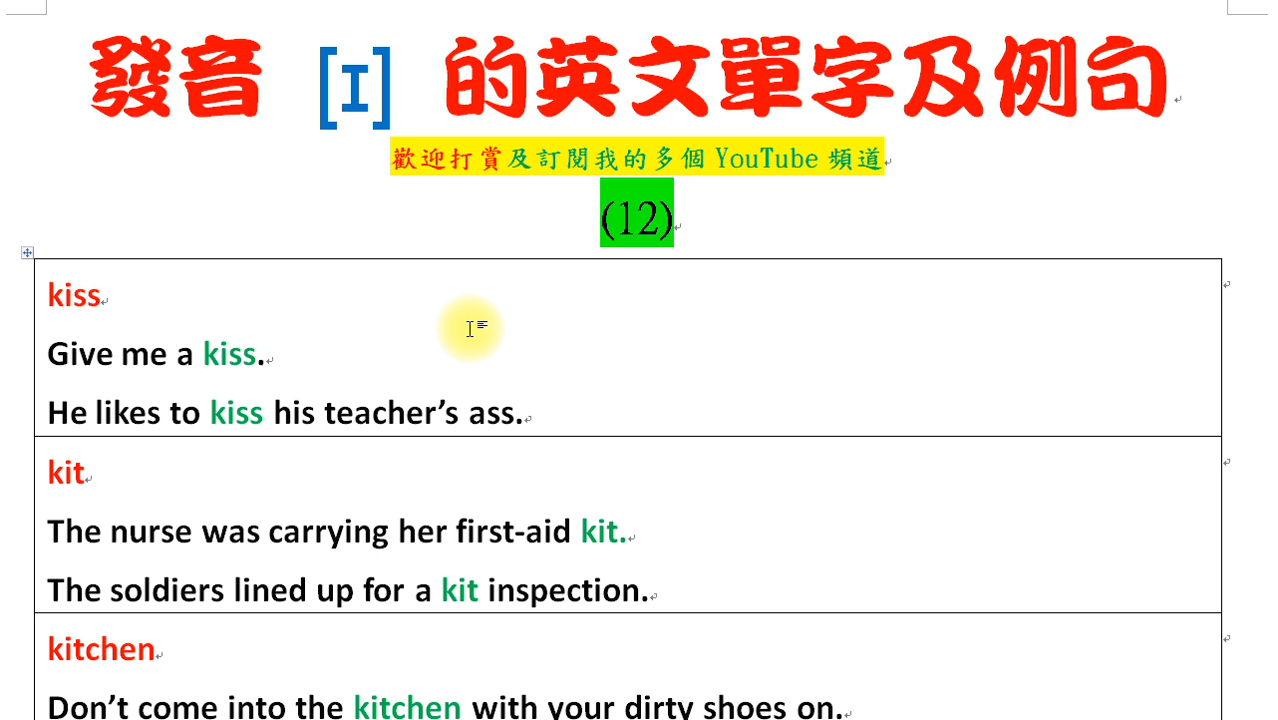 發音 [ɪ] 的英文單字及例句
歡迎打賞及訂閱我的多個 YouTube 頻道
(12)
kiss
Give me a kiss.
He likes to kiss his teacher’s ass.
kit
The nurse was carrying her first-aid kit.
The soldiers lined up for a kit inspection.
kitchen
Don’t come into the kitchen with your dirty shoes on.